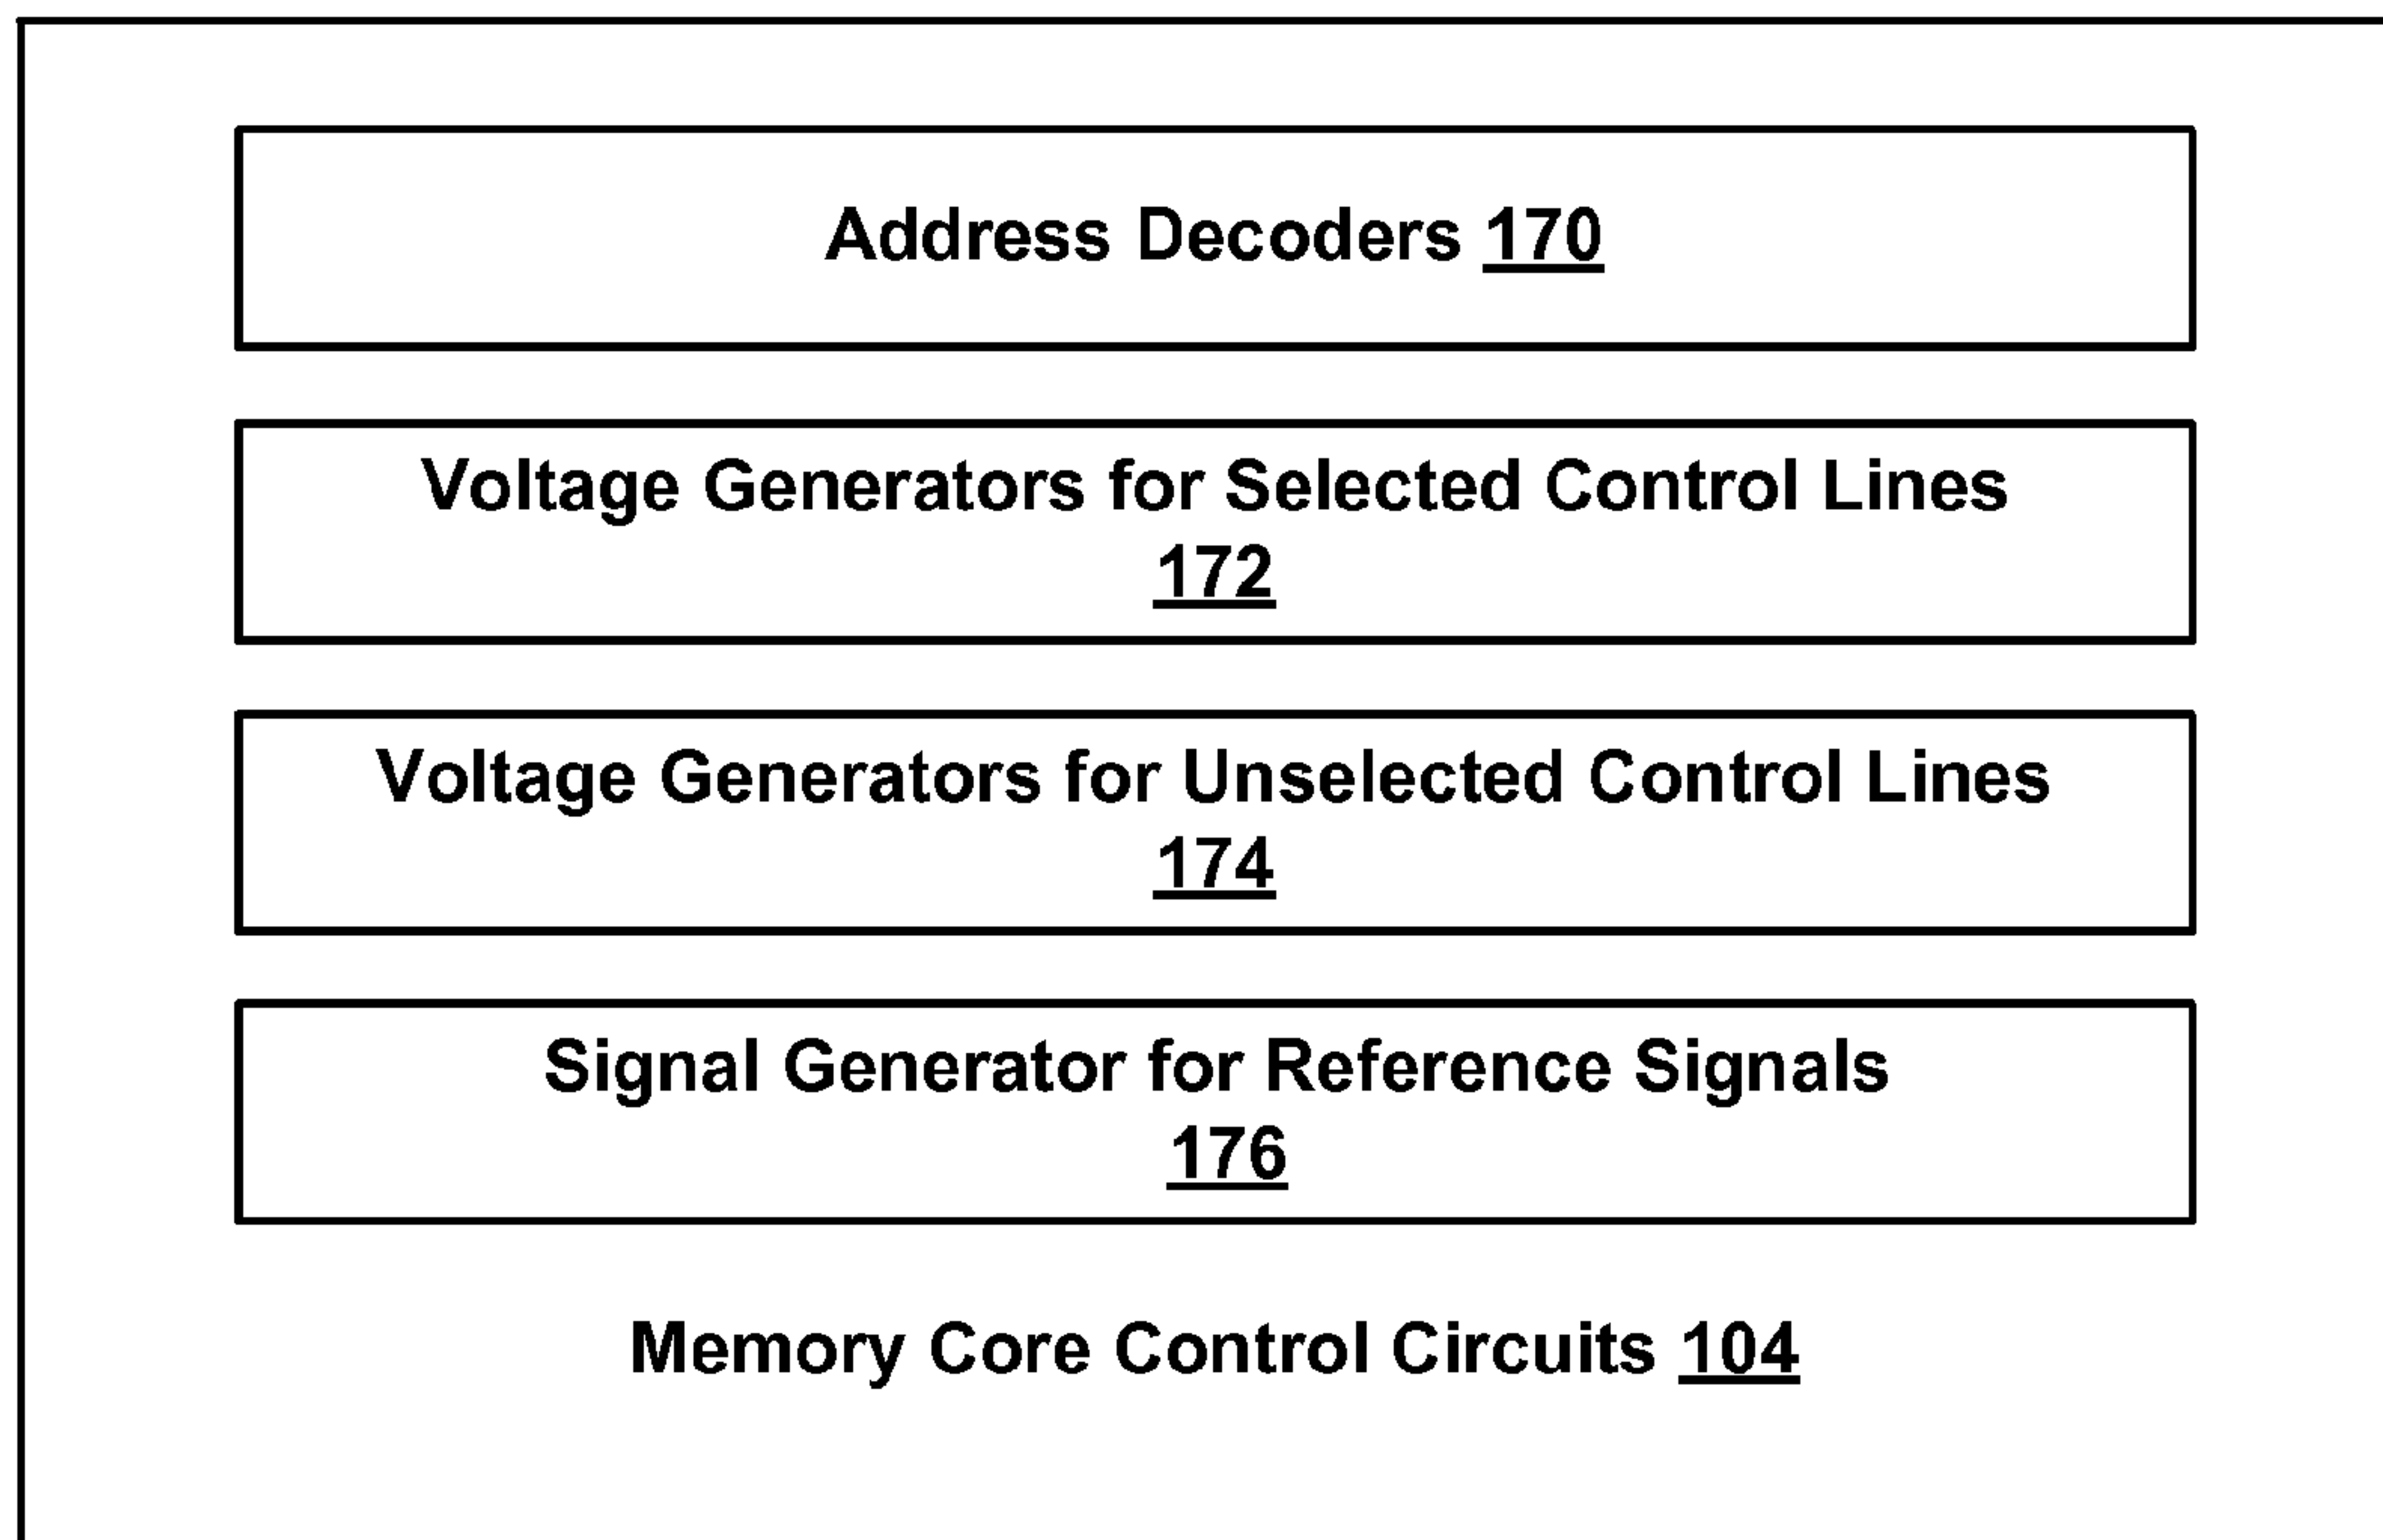 Address Decoders 170
Voltage Generators for Selected Control Lines
172
Voltage Generators for Unselected Control Lines
174
Signal Generator for Reference Signals
176
Memory Core Control Circuits 104